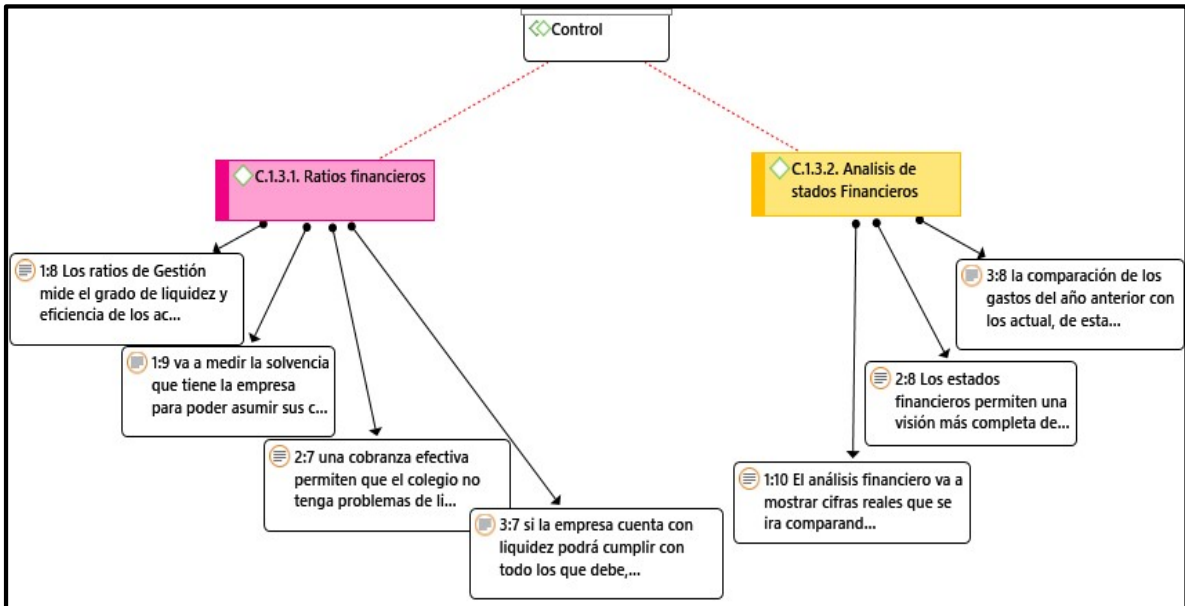 Control
C.1.3.1. Ratios financieros
C.1.3.2. Analisis de
stados Financieros
1:8 Los ratios de Gestión
mide el grado de liquidez y
eficiencia de los ac...
1:9 va a medir la solvencia
que tiene la empresa
para poder asumir sus c...
2:7 una cobranza efectiva
permiten que el colegio no
tenga problemas de li...
3:7 si la empresa cuenta con
liquidez podrá cumplir con
todo los que debe,...
3:8 la comparación de los
gastos del año anterior con
los actual, de esta...
2:8 Los estados
financieros permiten una
visión más completa de...
1:10 El análisis financiero va a
mostrar cifras reales que se
ira comparand...